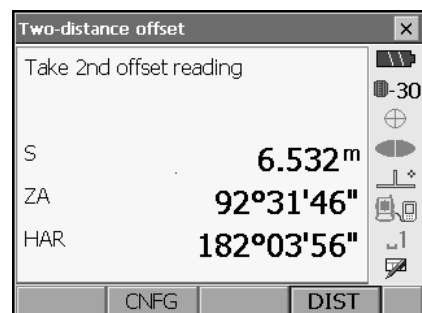 Two-distance offset
Take 2nd offset reading
-30
S 6.532 m
ZA 92°31'46"
HAR 182°03'56"
1
CNFG DIST